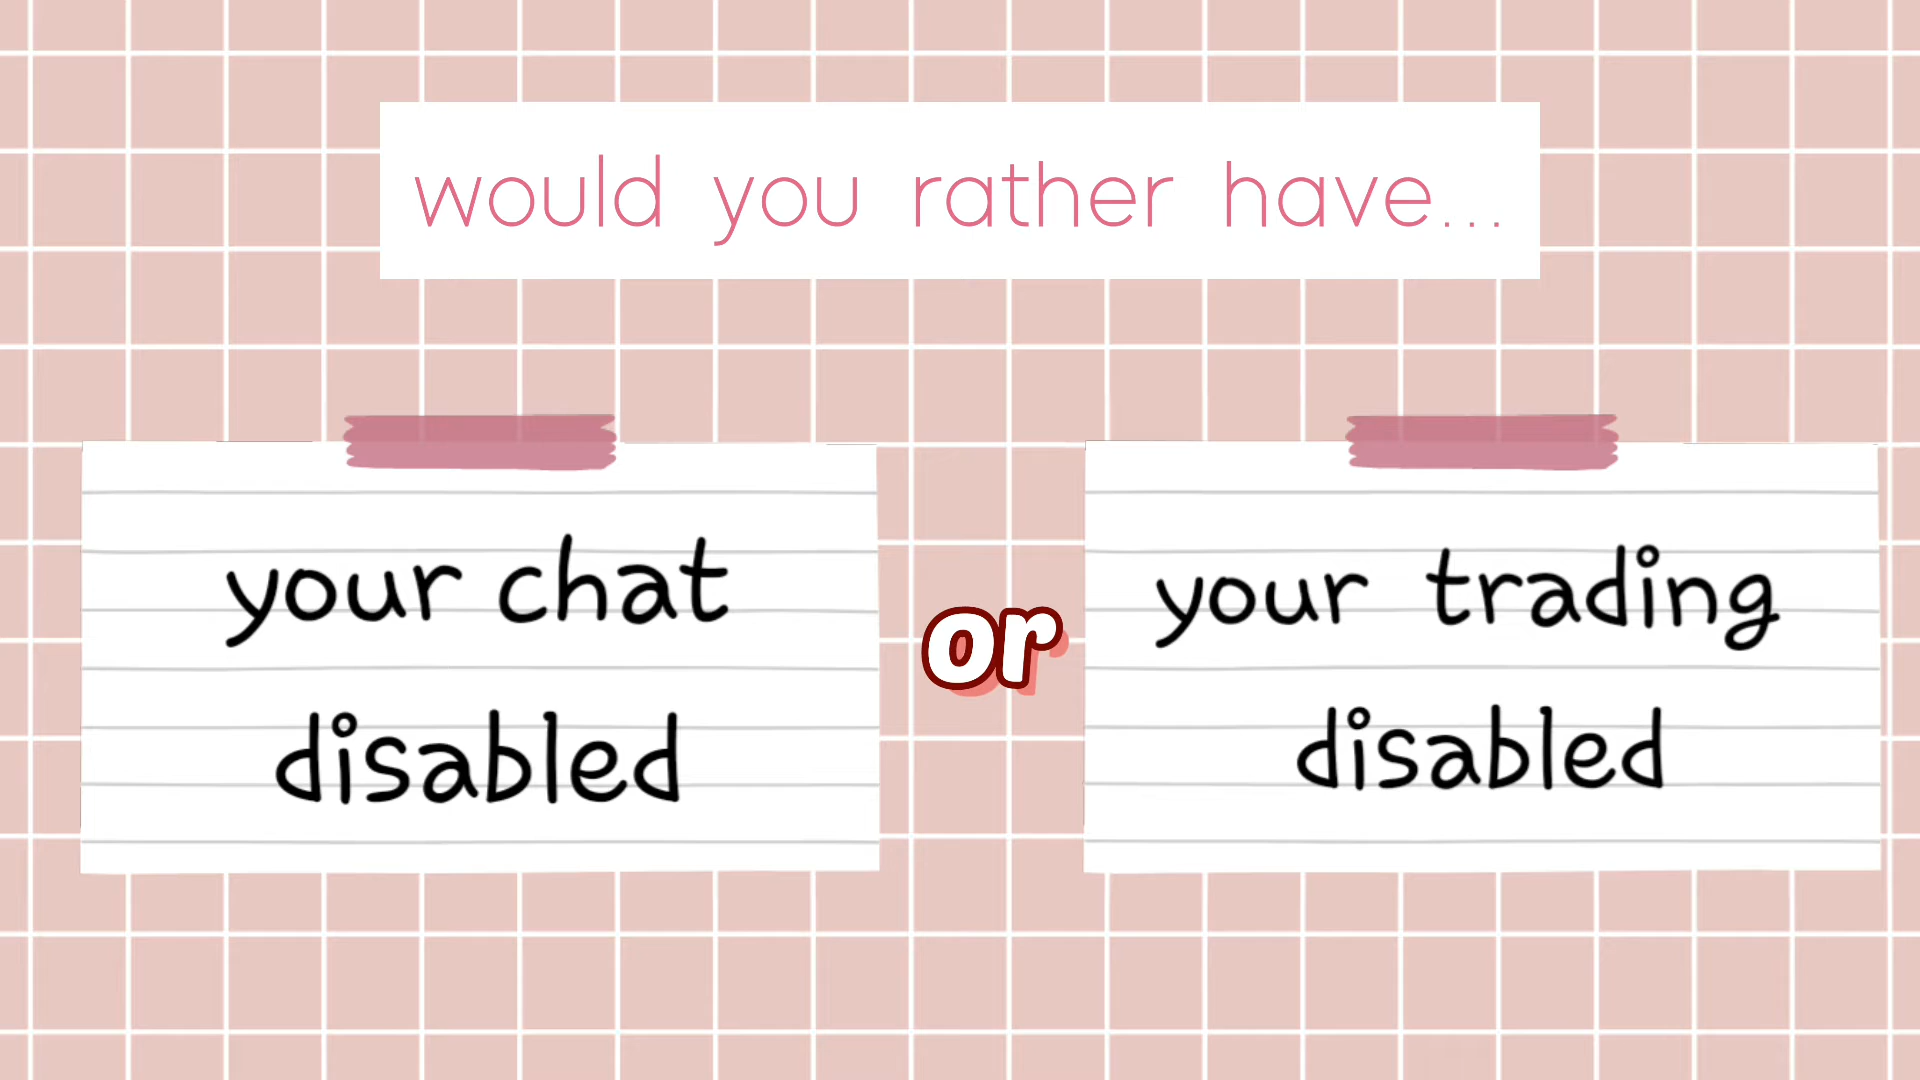 would you rather have...
your chat
disabled
or
your trading
disabled